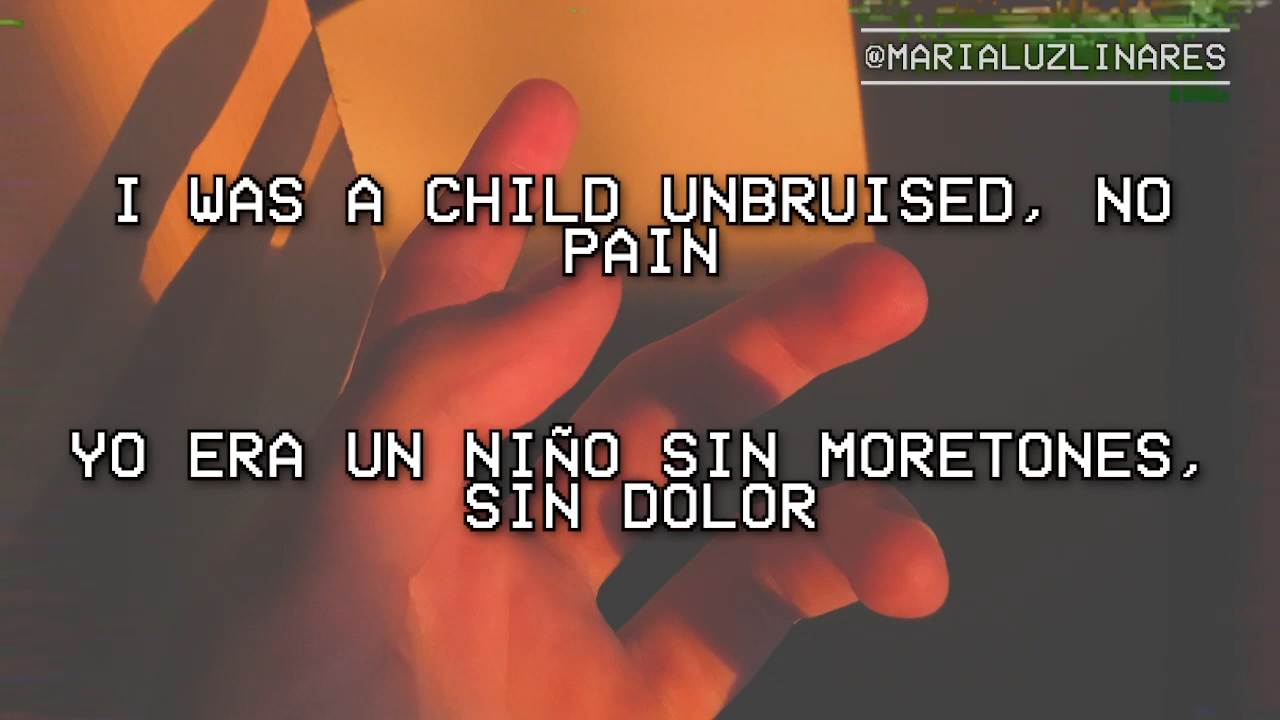 @MARIALUZLINARES
I WAS A CHILD UNBRUISED, NO
PAIN
YO ERA UN NIÑO SIN MORETONES,
SIN DOLOR